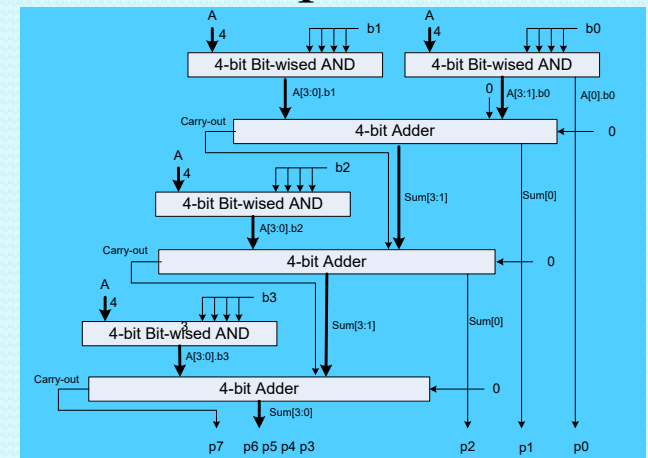 A
b1
A
b0
4
4
4-bit Bit-wised AND
4-bit Bit-wised AND
A[3:0].b1
0
A[3:1].b0
A[0].b0
Carry-out
4-bit Adder
0
A
4
b2
4-bit Bit-wised AND
Sum[3:1]
Sum[0]
A[3:0].b2
Carry-out
4-bit Adder
0
A
4
b3
3
4-bit Bit-wised AND
Sum[3:1]
Sum[0]
A[3:0].b3
Carry-out
4-bit Adder
0
Sum[3:0]
p7 p6 p5 p4 p3 p2 p1 p0